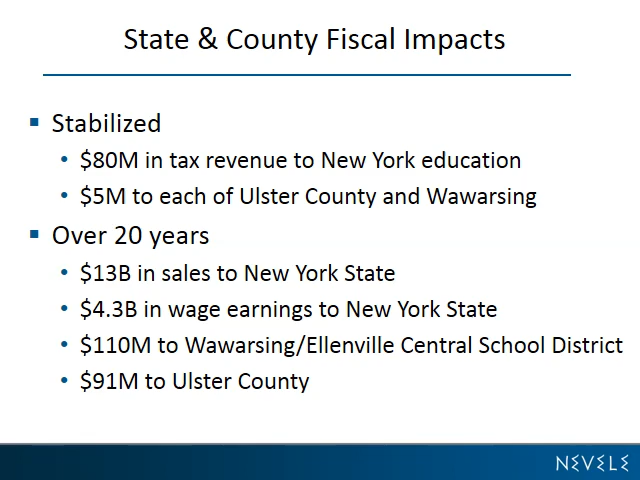 State & County Fiscal Impacts
Stabilized
$80M in tax revenue to New York education
$5M to each of Ulster County and Wawarsing
Over 20 years
$13B in sales to New York State
$4.3B in wage earnings to New York State
$110M to Wawarsing/Ellenville Central School District
$91M to Ulster County
NEVELE